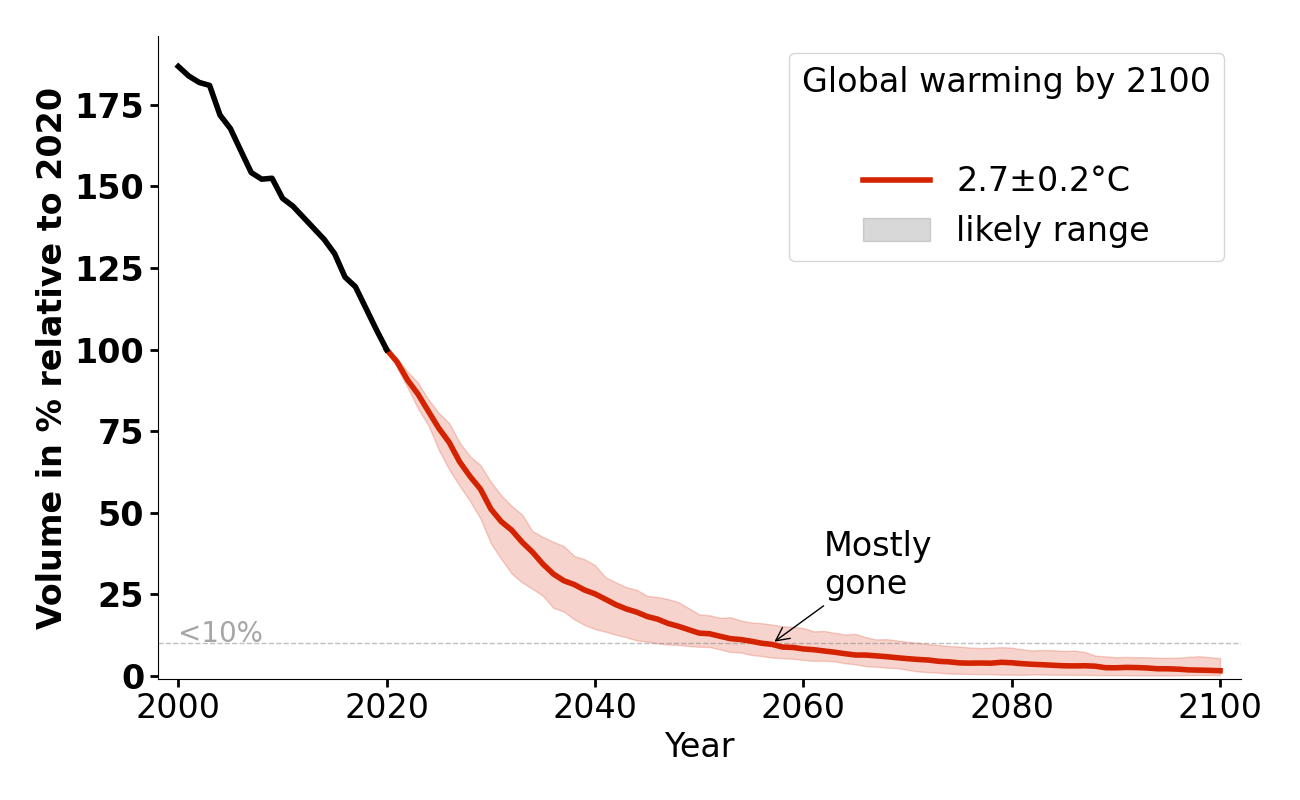 Volume in % relative to 2020
175
150
125
100
75
50
25
0
Global warming by 2100
2.7±0.2°C
likely range
Mostly
gone
<10%
2000 2020 2040 2060 2080 2100
Year